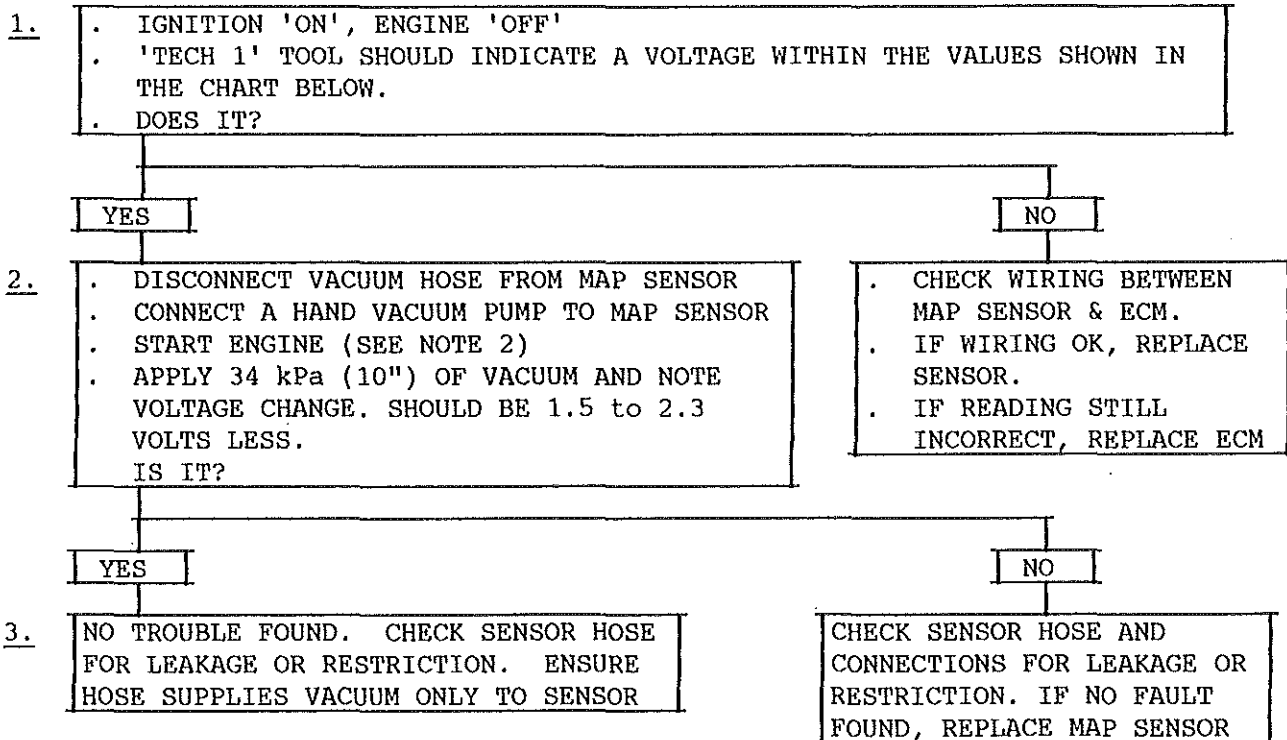 1.
. IGNITION 'ON', ENGINE 'OFF'
. 'TECH 1' TOOL SHOULD INDICATE A VOLTAGE WITHIN THE VALUES SHOWN IN
THE CHART BELOW.
. DOES IT?
YES
NO
2.
. DISCONNECT VACUUM HOSE FROM MAP SENSOR
. CONNECT A HAND VACUUM PUMP TO MAP SENSOR
. START ENGINE (SEE NOTE 2)
. APPLY 34 kPa (10") OF VACUUM AND NOTE
VOLTAGE CHANGE. SHOULD BE 1.5 to 2.3
VOLTS LESS.
IS IT?
. CHECK WIRING BETWEEN
MAP SENSOR & ECM.
. IF WIRING OK, REPLACE
SENSOR.
. IF READING STILL
INCORRECT, REPLACE ECM
YES
NO
3.
NO TROUBLE FOUND. CHECK SENSOR HOSE
FOR LEAKAGE OR RESTRICTION. ENSURE
HOSE SUPPLIES VACUUM ONLY TO SENSOR
CHECK SENSOR HOSE AND
CONNECTIONS FOR LEAKAGE OR
RESTRICTION. IF NO FAULT
FOUND, REPLACE MAP SENSOR